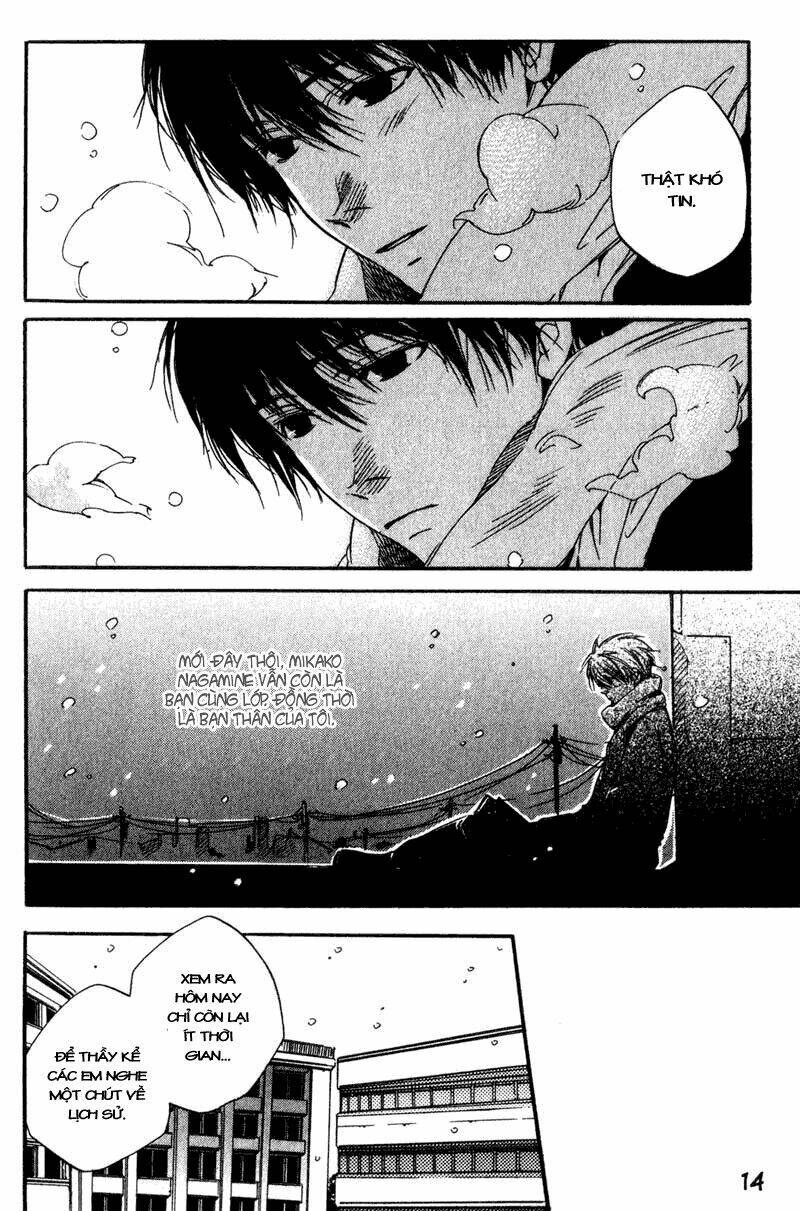 THẬT KHÓ
TIN.
MỚI ĐÂY THÔI, MIKAKO
NAGAMINE VẪN CÒN LÀ
BẠN CÙNG LỚP. ĐỒNG THỜI
LÀ BẠN THÂN CỦA TÔI.
XEM RA
HÔM NAY
CHỈ CÒN LẠI
ÍT THỜI
GIAN...
ĐỂ THẦY KỂ
CÁC EM NGHE
MỘT CHÚT VỀ
LỊCH SỬ.
14